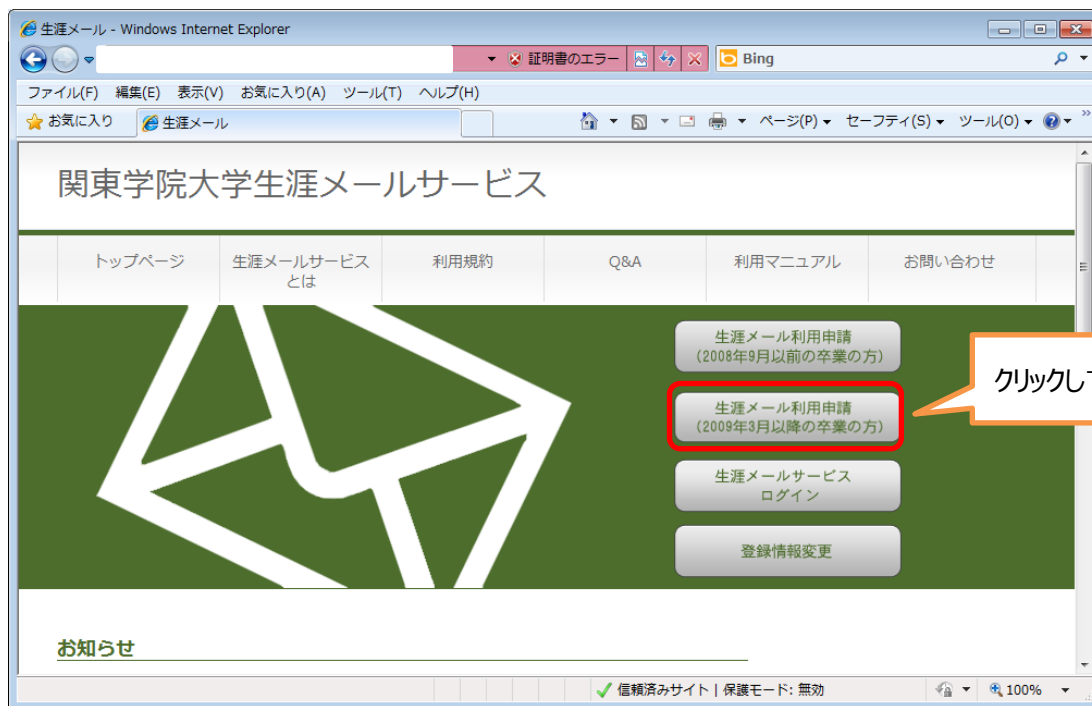 生涯メール - Windows Internet Explorer
証明書のエラー
Bing
ファイル(F) 編集(E) 表示(V) お気に入り(A) ツール(T) ヘルプ(H)
お気に入り 生涯メール
ページ(P) セーフティ(S) ツール(O)
関東学院大学生涯メールサービス
トップページ
生涯メールサービス
とは
利用規約
Q&A
利用マニュアル
お問い合わせ
生涯メール利用申請
(2008年9月以前の卒業の方)
生涯メール利用申請
(2009年3月以降の卒業の方)
クリックして
生涯メールサービス
ログイン
登録情報変更
お知らせ
信頼済みサイト | 保護モード: 無効
100%